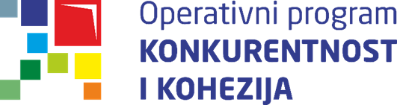 Operativni program
KONKURENTNOST
I KOHEZIJA